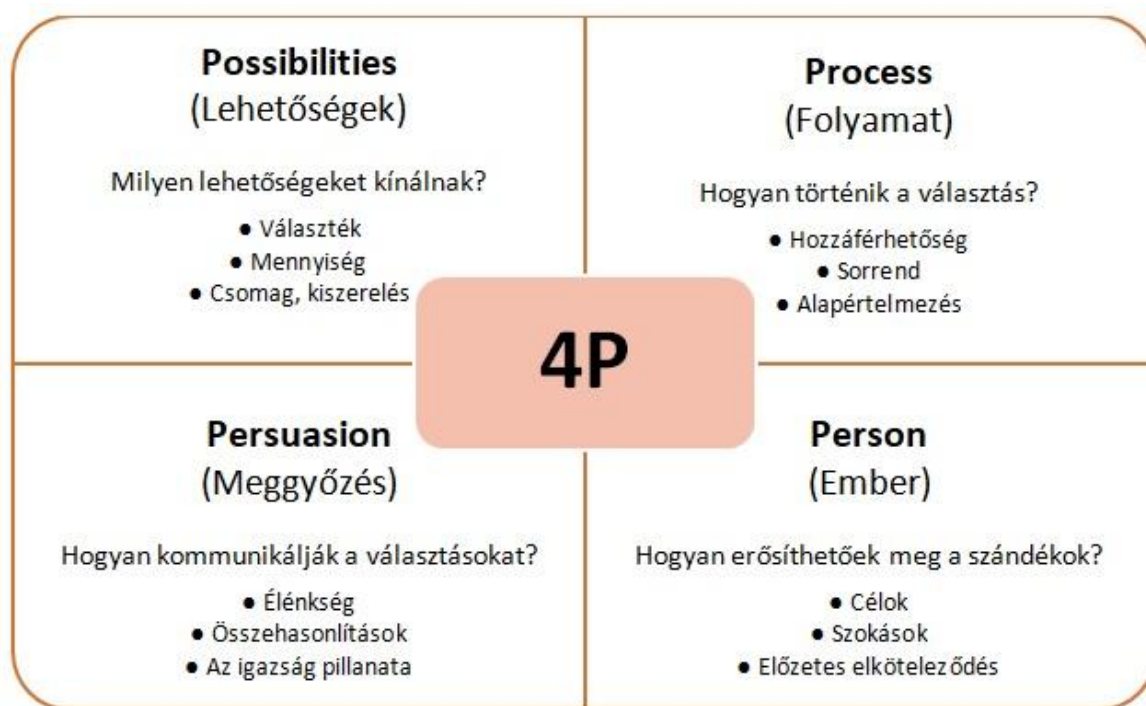 Possibilities
(Lehetőségek)
Milyen lehetőségeket kínálnak?
● Választék
● Mennyiség
● Csomag, kiszerelés
Process
(Folyamat)
Hogyan történik a választás?
● Hozzáférhetőség
● Sorrend
● Alapértelmezés
4P
Persuasion
(Meggyőzés)
Hogyan kommunikálják a választásokat?
● Élénkség
● Összehasonlítások
● Az igazság pillanata
Person
(Ember)
Hogyan erősíthetőek meg a szándékok?
● Célok
● Szokások
● Előzetes elköteleződés